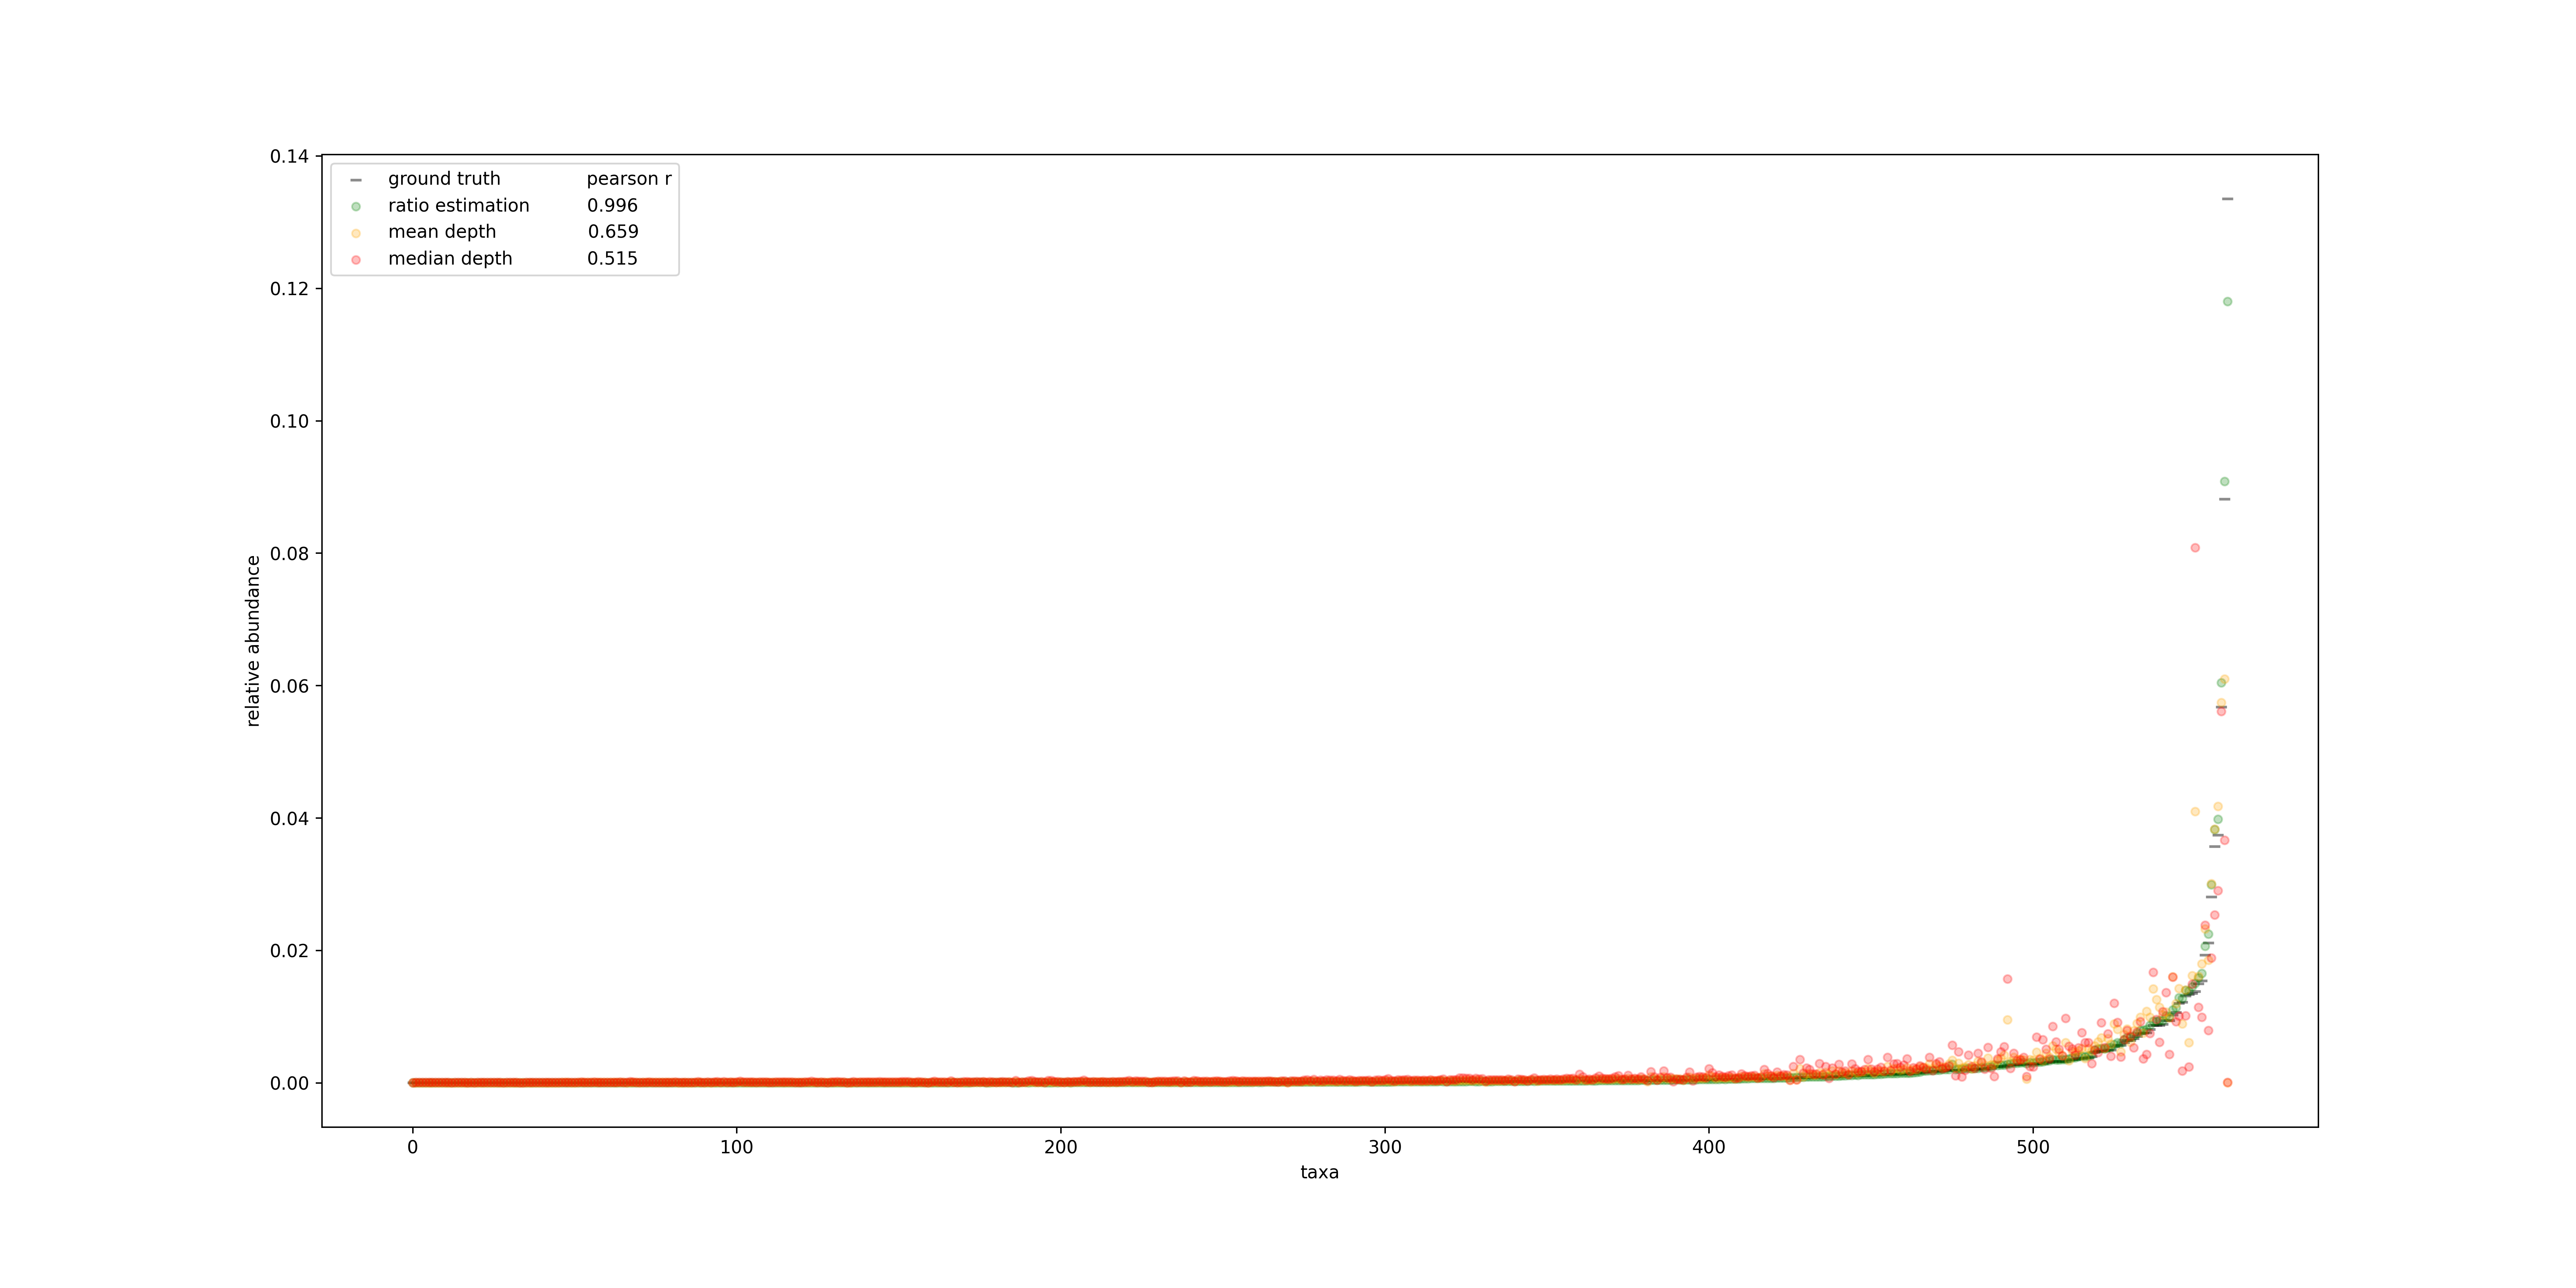 0.14
0.12
0.10
0.08
0.06
0.04
0.02
0.00
relative abundance
ground truth pearson r
ratio estimation 0.996
mean depth 0.659
median depth 0.515
0 100 200 300 400 500
taxa